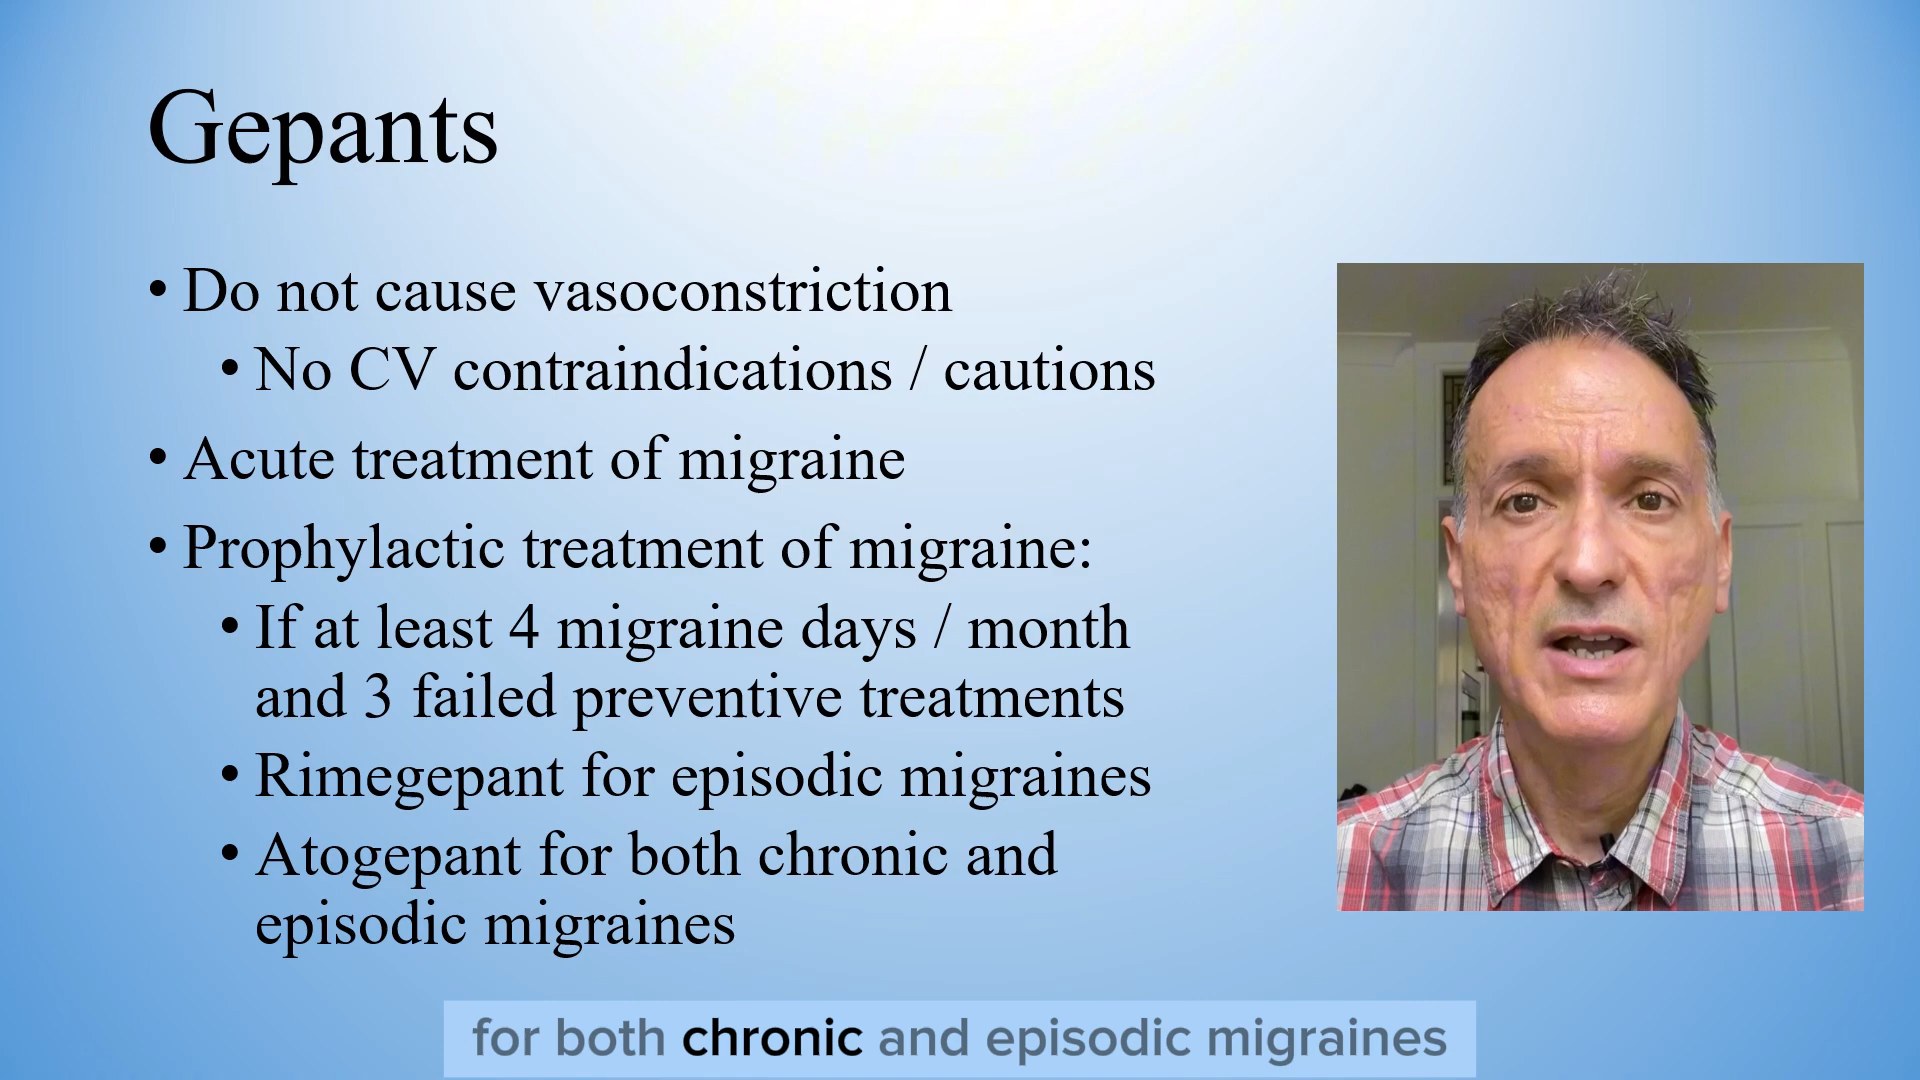 Gepants
• Do not cause vasoconstriction
• No CV contraindications / cautions
• Acute treatment of migraine
• Prophylactic treatment of migraine:
• If at least 4 migraine days / month
and 3 failed preventive treatments
• Rimegepant for episodic migraines
• Atogepant for both chronic and
episodic migraines
for both chronic and episodic migraines